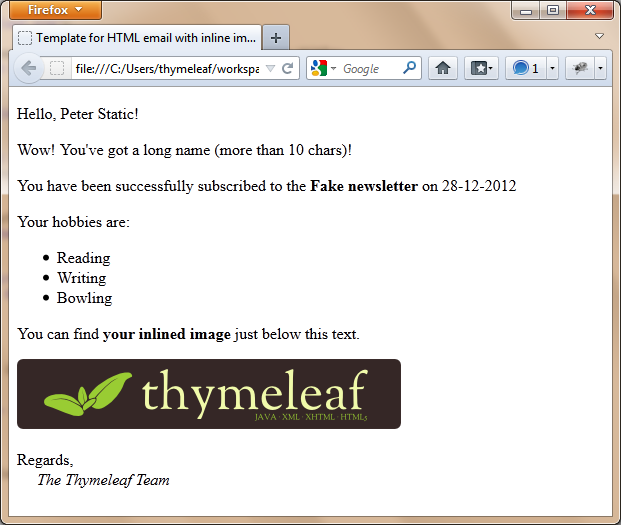 Firefox
Template for HTML email with inline im...
file:///C:/Users/thymeleaf/workspa
Google
1
Hello, Peter Static!
Wow! You've got a long name (more than 10 chars)!
You have been successfully subscribed to the Fake newsletter on 28-12-2012
Your hobbies are:
Reading
Writing
Bowling
You can find your inlined image just below this text.
thymeleaf
JAVA · XML · XHTML · HTML5
Regards,
The Thymeleaf Team